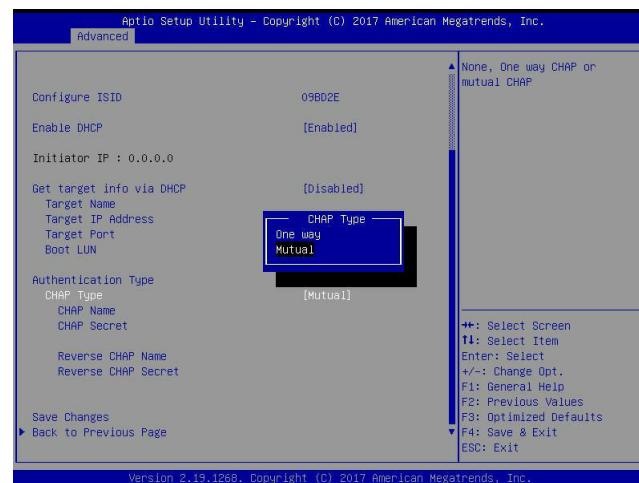 Aptio Setup Utility – Copyright (C) 2017 American Megatrends, Inc.
Advanced
Configure ISID 09BD2E
Enable DHCP [Enabled]
Initiator IP : 0.0.0.0
Get target info via DHCP [Disabled]
Target Name
Target IP Address
Target Port
Boot LUN
CHAP Type
One way
Mutual
Authentication Type
CHAP Type [Mutual]
CHAP Name
CHAP Secret
Reverse CHAP Name
Reverse CHAP Secret
Save Changes
Back to Previous Page
None, One way CHAP or
mutual CHAP
→←: Select Screen
↑↓: Select Item
Enter: Select
+/-: Change Opt.
F1: General Help
F2: Previous Values
F3: Optimized Defaults
F4: Save & Exit
ESC: Exit
Version 2.19.1268. Copyright (C) 2017 American Megatrends, Inc.